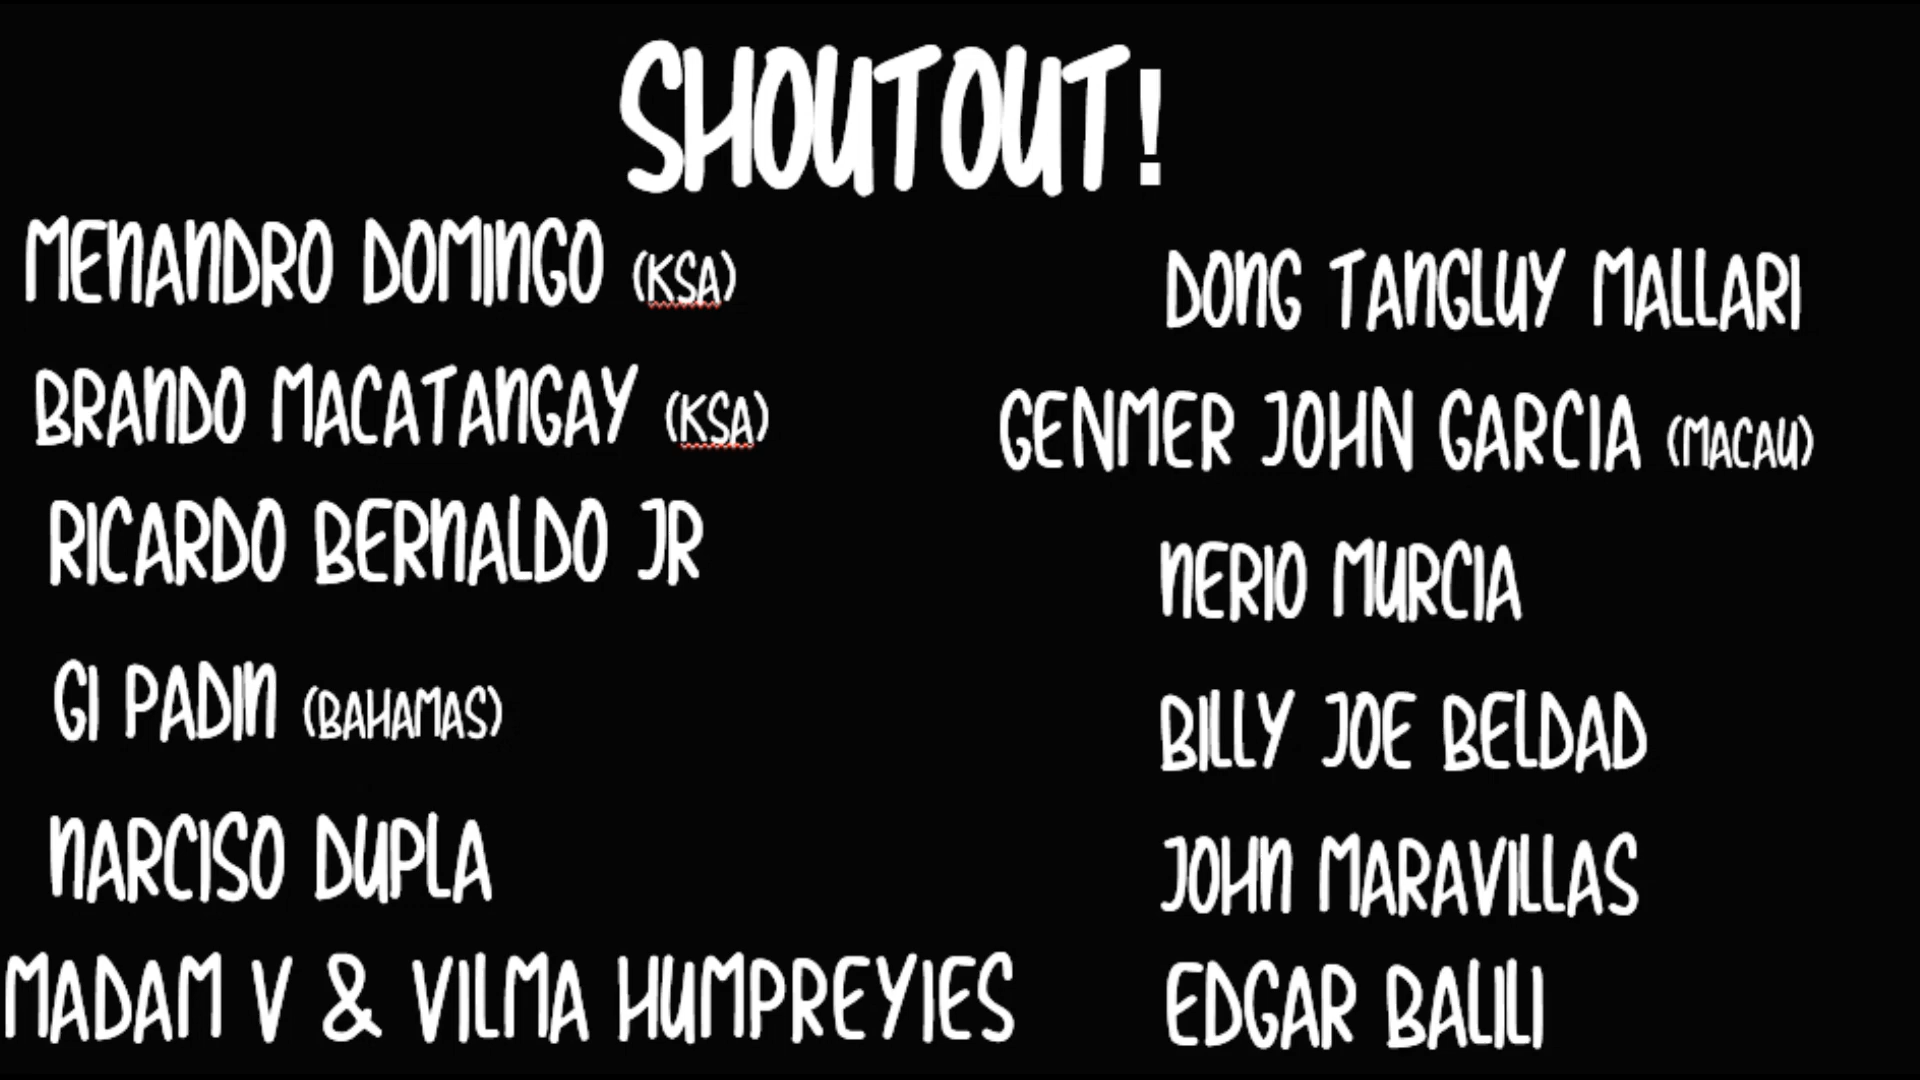 SHOUTOUT!
MENANDRO DOMINGO (KSA)
BRANDO MACATANGAY (KSA)
RICARDO BERNALDO JR
GI PADIN (BAHAMAS)
NARCISO DUPLA
MADAM V & VILMA HUMPREYIES
DONG TANGLUY MALLARI
GENMER JOHN GARCIA (MACAU)
NERIO MURCIA
BILLY JOE BELDAD
JOHN MARAVILLAS
EDGAR BALILI